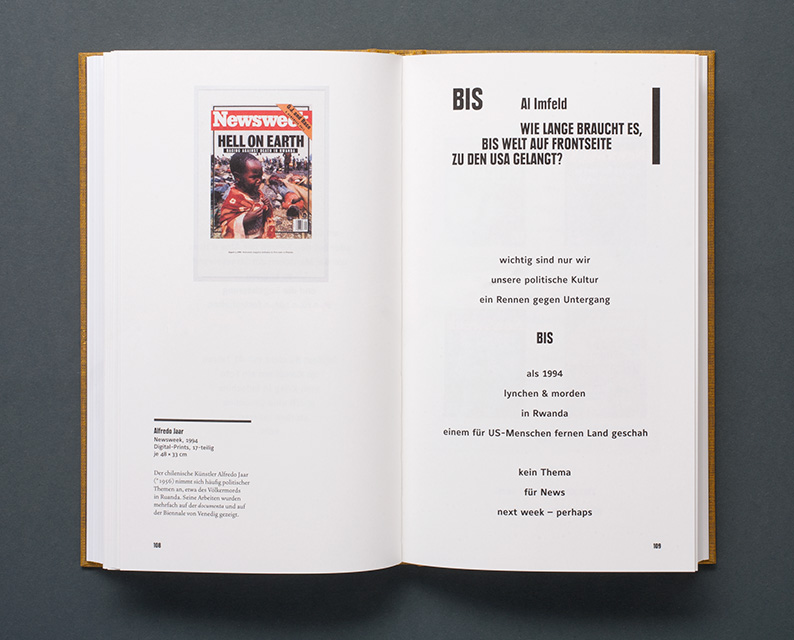 Newsweek
HELL ON EARTH
RACING AGAINST DEATH IN RWANDA
Alfredo Jaar
Newsweek, 1994
Digital-Prints, 17-teilig
je 48 × 33 cm
Der chilenische Künstler Alfredo Jaar
(*1956) nimmt sich häufig politischer
Themen an, etwa des Völkermords
in Ruanda. Seine Arbeiten wurden
mehrfach auf der documenta und auf
der Biennale von Venedig gezeigt.
108
BIS
Al Imfeld
WIE LANGE BRAUCHT ES,
BIS WELT AUF FRONTSEITE
ZU DEN USA GELANGT?
wichtig sind nur wir
unsere politische Kultur
ein Rennen gegen Untergang
BIS
als 1994
lynchen & morden
in Rwanda
einem für US-Menschen fernen Land geschah
kein Thema
für News
next week – perhaps
109